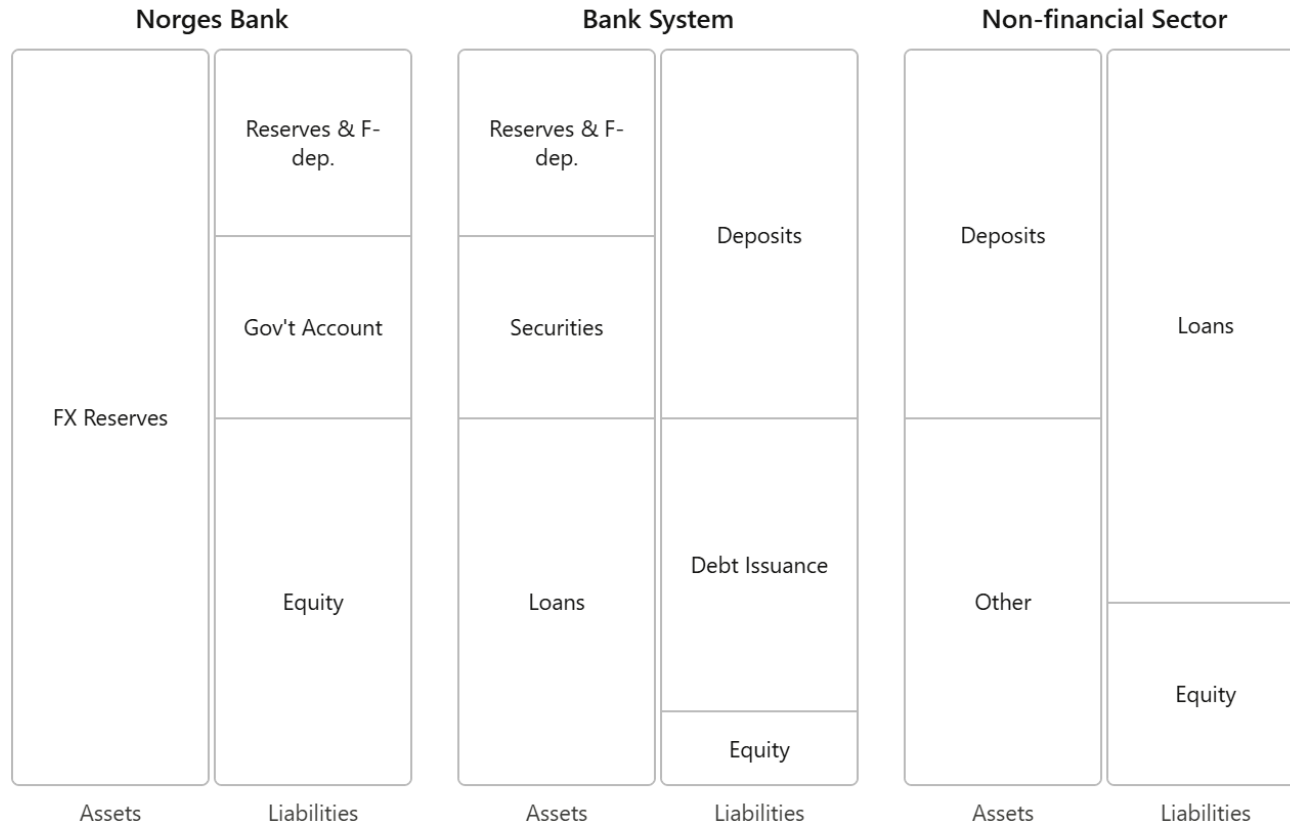 Norges Bank
Bank System
Non-financial Sector
FX Reserves
Reserves & F-
dep.
Gov't Account
Equity
Reserves & F-
dep.
Securities
Loans
Deposits
Debt Issuance
Equity
Deposits
Other
Loans
Equity
Assets
Liabilities
Assets
Liabilities
Assets
Liabilities